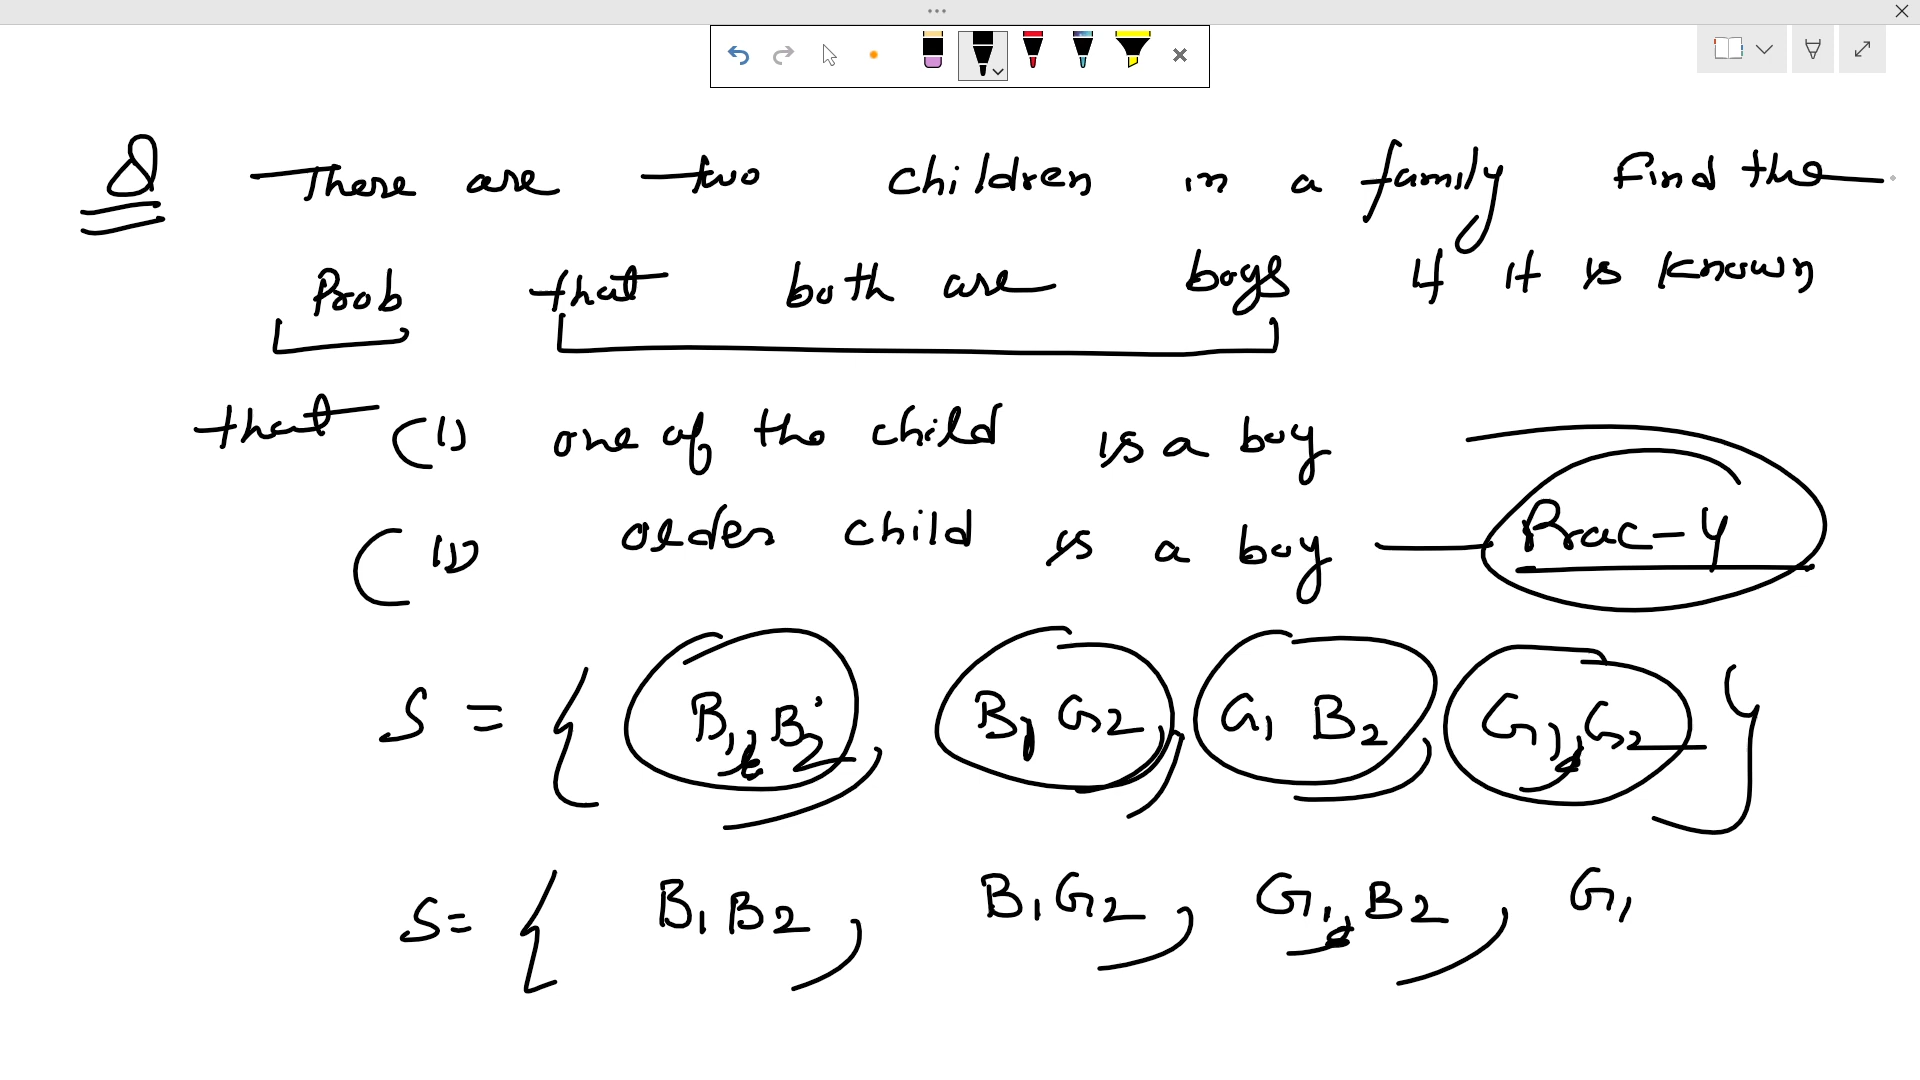 Q There are two children in a family Find the
Prob that both are boys if it is known
that (i) one of the child is a boy
(ii) older child is a boy — Prac-4
S = { B1, B2, B1 G2, G1 B2, G1, G2 }
S = { B1 B2, B1 G2, G1, B2, G1